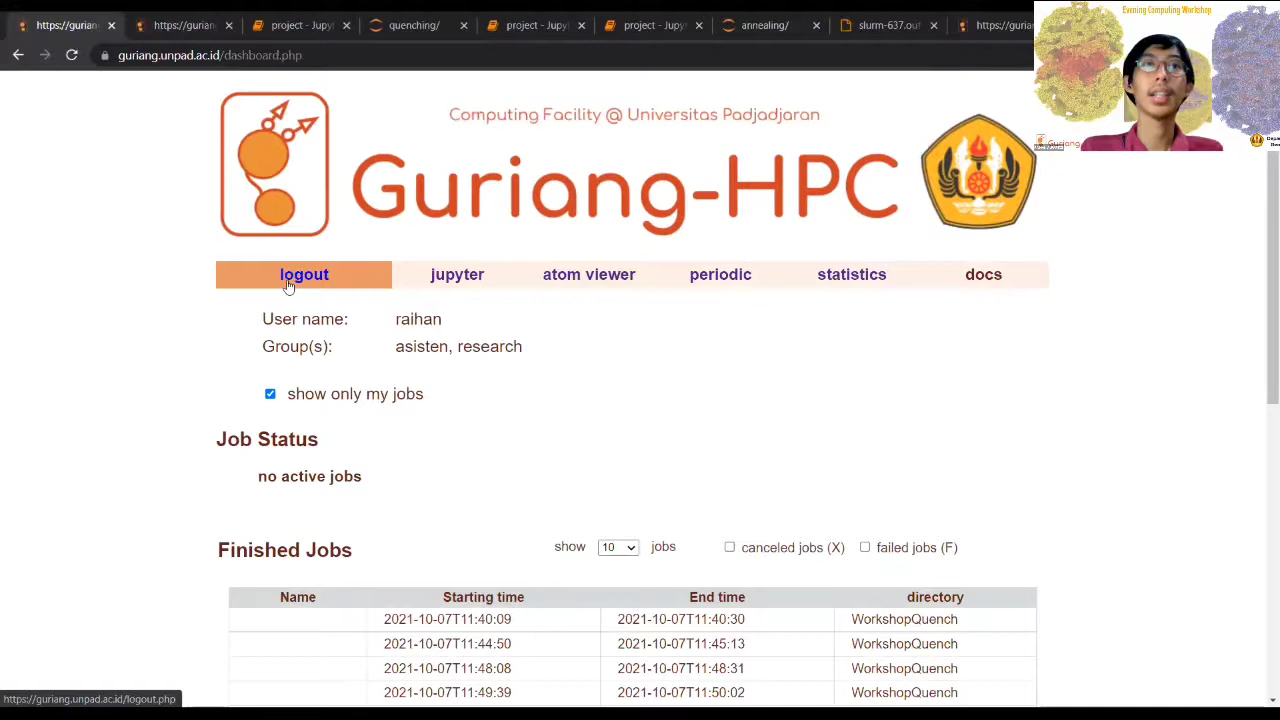 https://guriang
https://guriang.u
project - Jupyt
project - Jup
project - Jupy
annealing/
slurm-637.out
https://guriang
guriang.unpad.ac.id/dashboard.php
Evening Computing Workshop
Computing Facility @ Universitas Padjadjaran
Guriang-HPC
logout
jupyter
atom viewer
periodic
statistics
docs
User name: raihan
Group(s): asisten, research
show only my jobs
Job Status
no active jobs
Finished Jobs
show 10 jobs
canceled jobs (X)
failed jobs (F)
Name Starting time End time directory
2021-10-07T11:40:09 2021-10-07T11:40:30 WorkshopQuench
2021-10-07T11:44:50 2021-10-07T11:45:13 WorkshopQuench
2021-10-07T11:48:08 2021-10-07T11:48:31 WorkshopQuench
2021-10-07T11:49:39 2021-10-07T11:50:02 WorkshopQuench
https://guriang.unpad.ac.id/logout.php